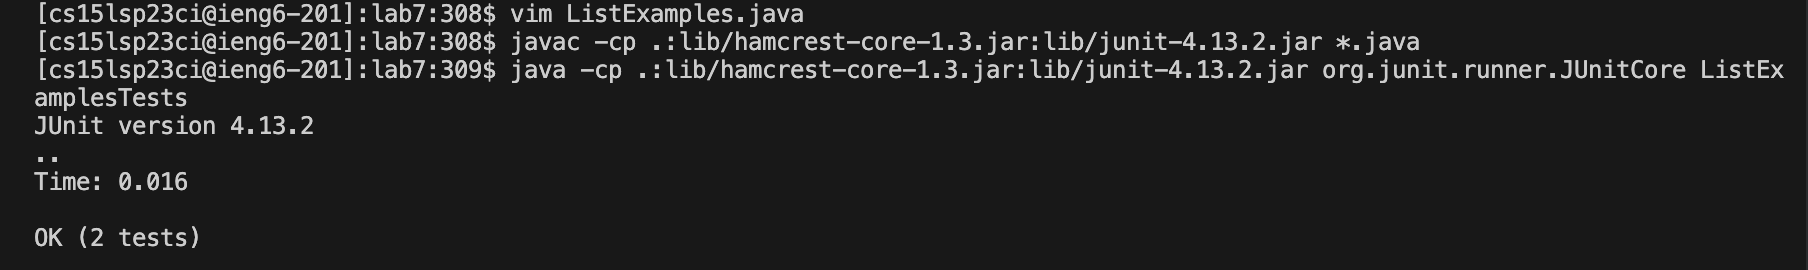 [cs15lsp23ci@ieng6-201]:lab7:308$ vim ListExamples.java
[cs15lsp23ci@ieng6-201]:lab7:308$ javac -cp .:lib/hamcrest-core-1.3.jar:lib/junit-4.13.2.jar *.java
[cs15lsp23ci@ieng6-201]:lab7:309$ java -cp .:lib/hamcrest-core-1.3.jar:lib/junit-4.13.2.jar org.junit.runner.JUnitCore ListEx
amplesTests
JUnit version 4.13.2
..
Time: 0.016
OK (2 tests)